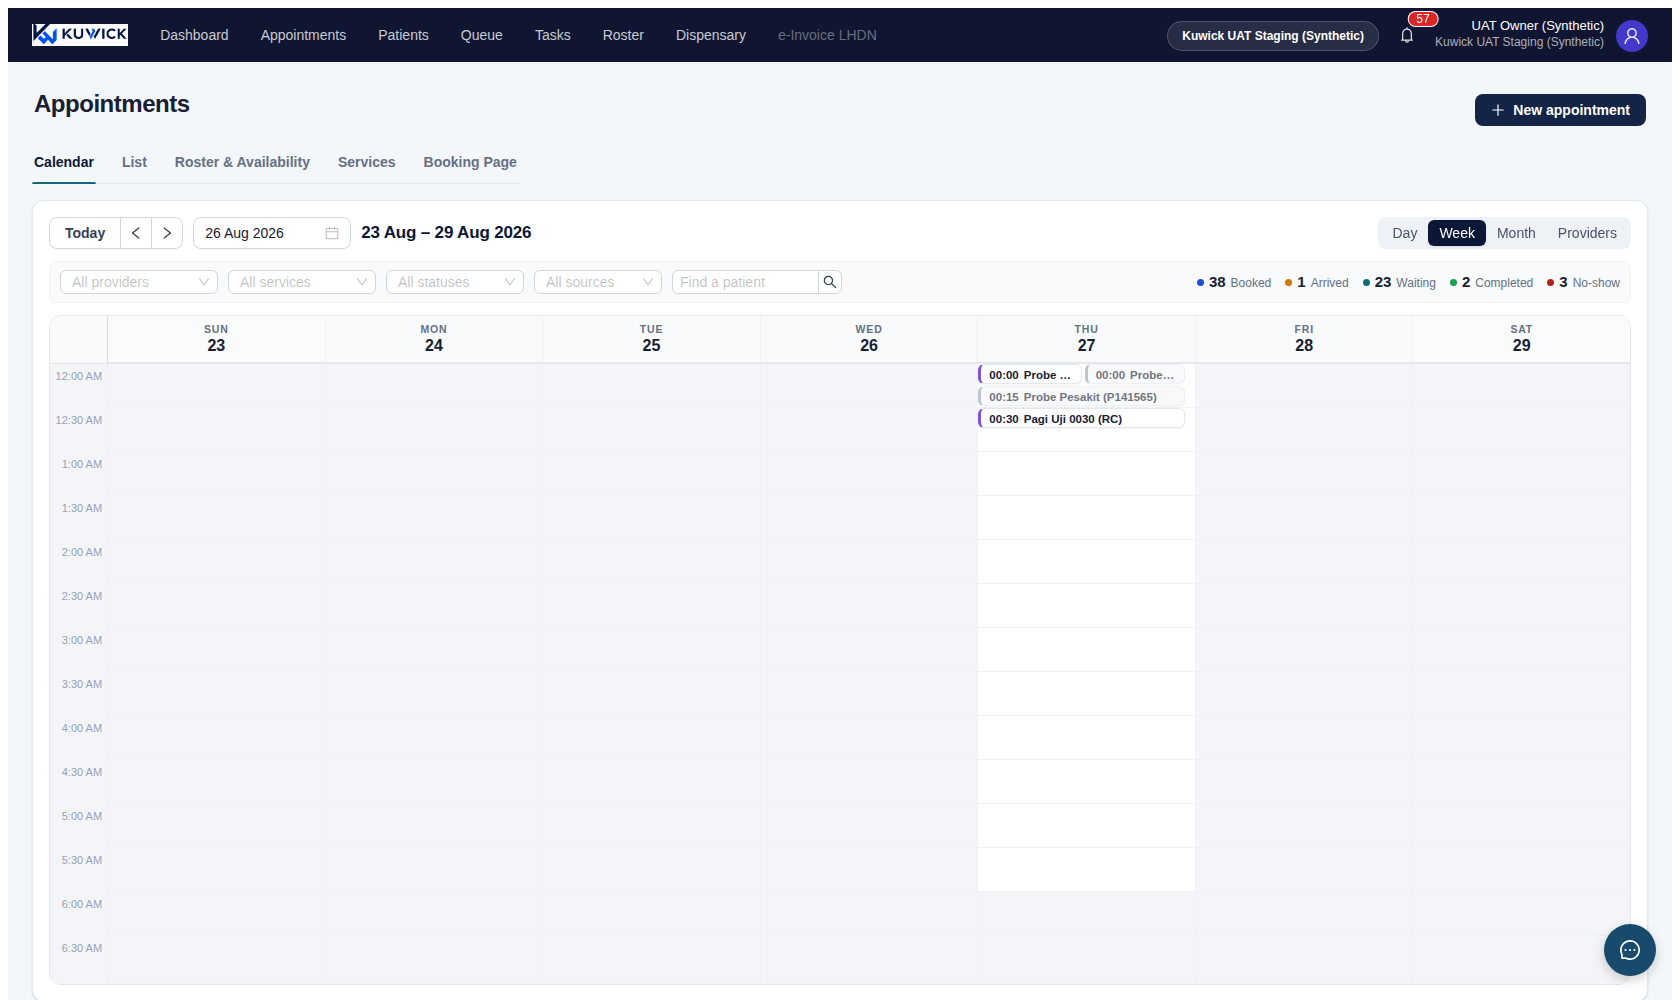 KUWICK
Dashboard
Appointments
Patients
Queue
Tasks
Roster
Dispensary
e-Invoice LHDN
Kuwick UAT Staging (Synthetic)
57
UAT Owner (Synthetic)
Kuwick UAT Staging (Synthetic)
Appointments
New appointment
Calendar
List
Roster & Availability
Services
Booking Page
Today
26 Aug 2026
23 Aug – 29 Aug 2026
Day
Week
Month
Providers
All providers
All services
All statuses
All sources
Find a patient
38 Booked
1 Arrived
23 Waiting
2 Completed
3 No-show
SUN
23
MON
24
TUE
25
WED
26
THU
27
FRI
28
SAT
29
12:00 AM
00:00 Probe ...
00:00 Probe...
00:15 Probe Pesakit (P141565)
12:30 AM
00:30 Pagi Uji 0030 (RC)
1:00 AM
1:30 AM
2:00 AM
2:30 AM
3:00 AM
3:30 AM
4:00 AM
4:30 AM
5:00 AM
5:30 AM
6:00 AM
6:30 AM